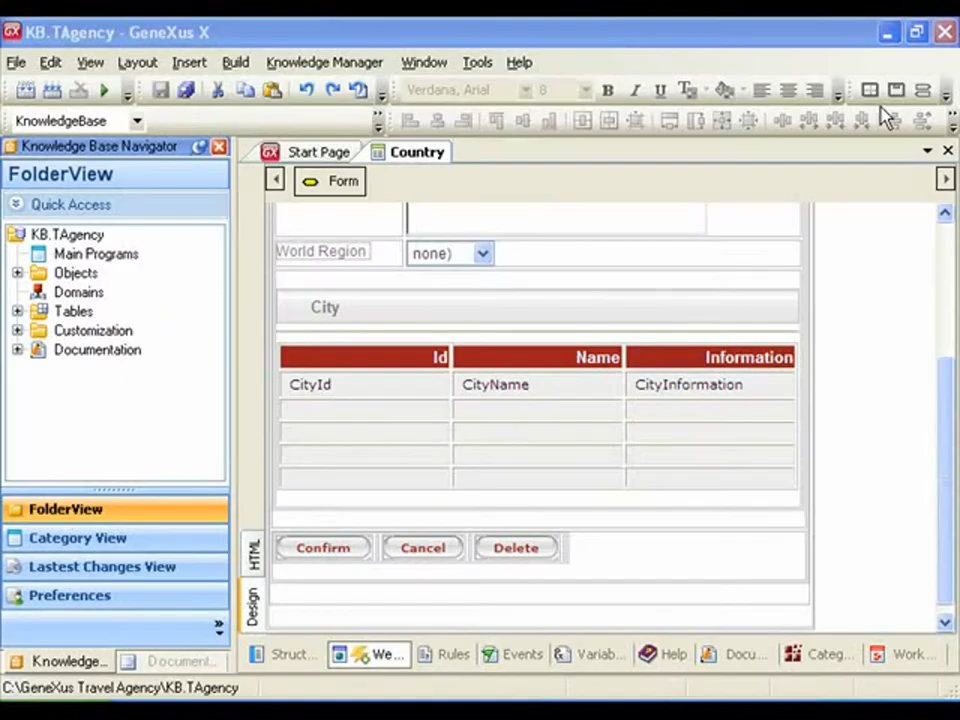 KB.TAgency - GeneXus X
File Edit View Layout Insert Build Knowledge Manager Window Tools Help
Verdana, Arial 8 B I U T
KnowledgeBase
Knowledge Base Navigator
Start Page
Country
FolderView
Form
Quick Access
KB.TAgency
Main Programs
Objects
Domains
Tables
Customization
Documentation
World Region
none)
City
Id Name Information
CityId CityName CityInformation
Confirm Cancel Delete
HTML
Design
FolderView
Category View
Lastest Changes View
Preferences
Knowledge... Document...
Struct... We... Rules Events Variab... Help Docu... Categ... Work...
C:\GeneXus Travel Agency\KB.TAgency